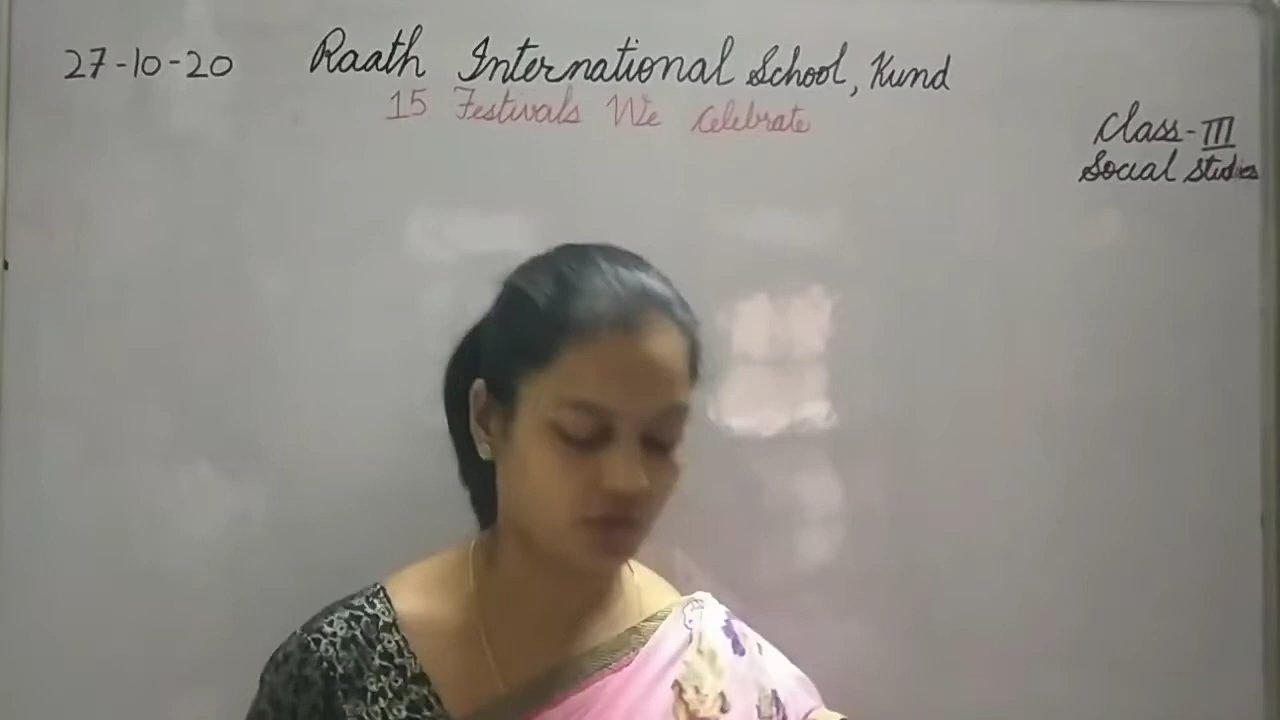 27-10-20 Raath International School, Kund
15 Festivals We Celebrate
Class-III
Social Studies